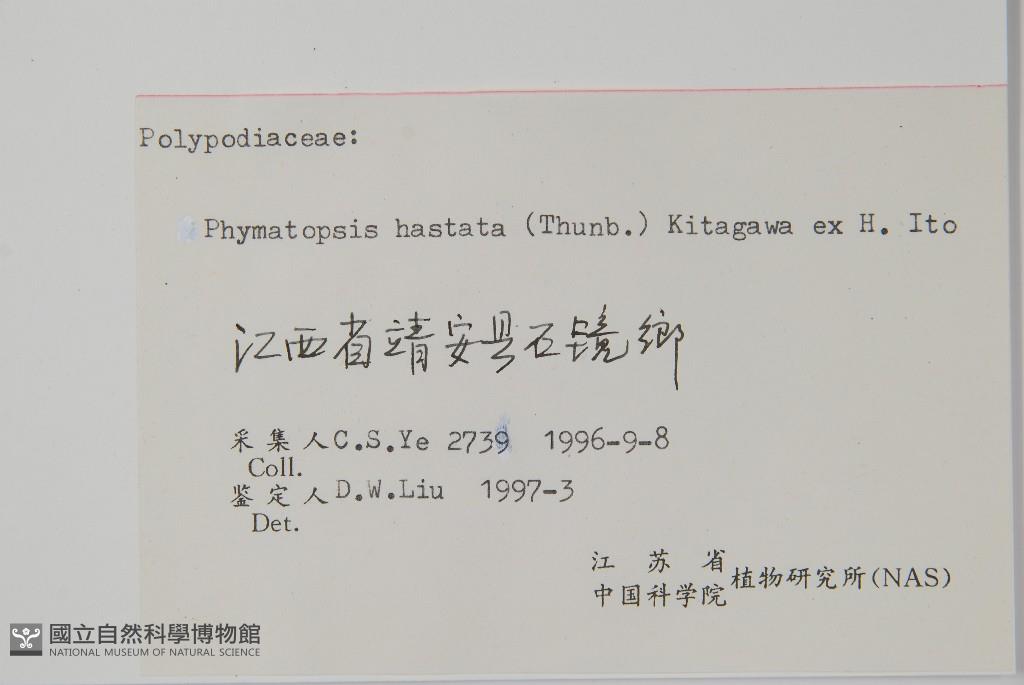 Polypodiaceae:
Phymatopsis hastata (Thunb.) Kitagawa ex H. Ito
江西省靖安县石镜鄉
采集人 C.S.Ye 2739 1996-9-8
Coll.
鉴定人 D.W.Liu 1997-3
Det.
江苏省
中国科学院 植物研究所(NAS)
國立自然科學博物館
NATIONAL MUSEUM OF NATURAL SCIENCE